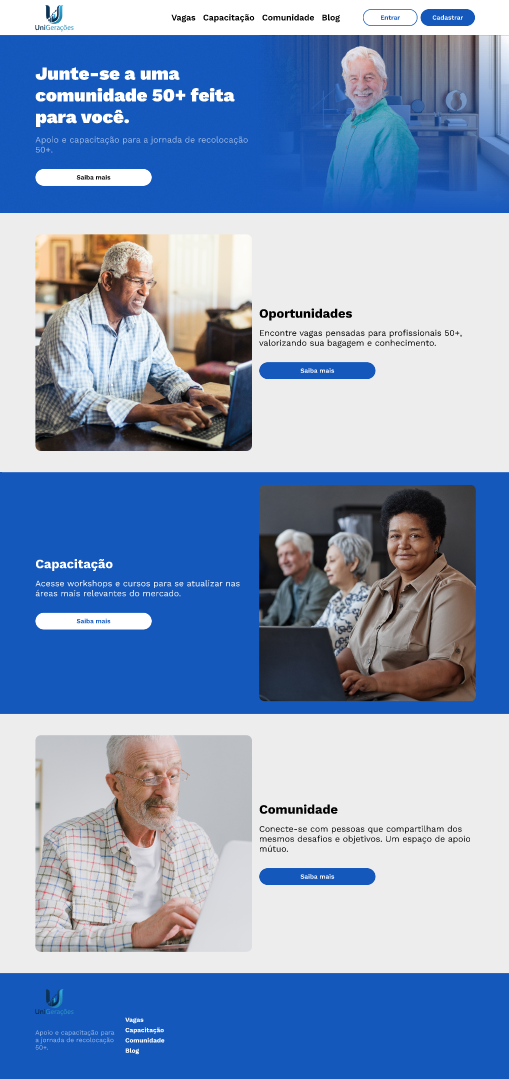 UniGerações
Vagas Capacitação Comunidade Blog
Entrar
Cadastrar
Junte-se a uma
comunidade 50+ feita
para você.
Apoio e capacitação para a jornada de recolocação
50+.
Saiba mais
Oportunidades
Encontre vagas pensadas para profissionais 50+,
valorizando sua bagagem e conhecimento.
Saiba mais
Capacitação
Acesse workshops e cursos para se atualizar nas
áreas mais relevantes do mercado.
Saiba mais
Comunidade
Conecte-se com pessoas que compartilham dos
mesmos desafios e objetivos. Um espaço de apoio
mútuo.
Saiba mais
UniGerações
Apoio e capacitação para
a jornada de recolocação
50+.
Vagas
Capacitação
Comunidade
Blog